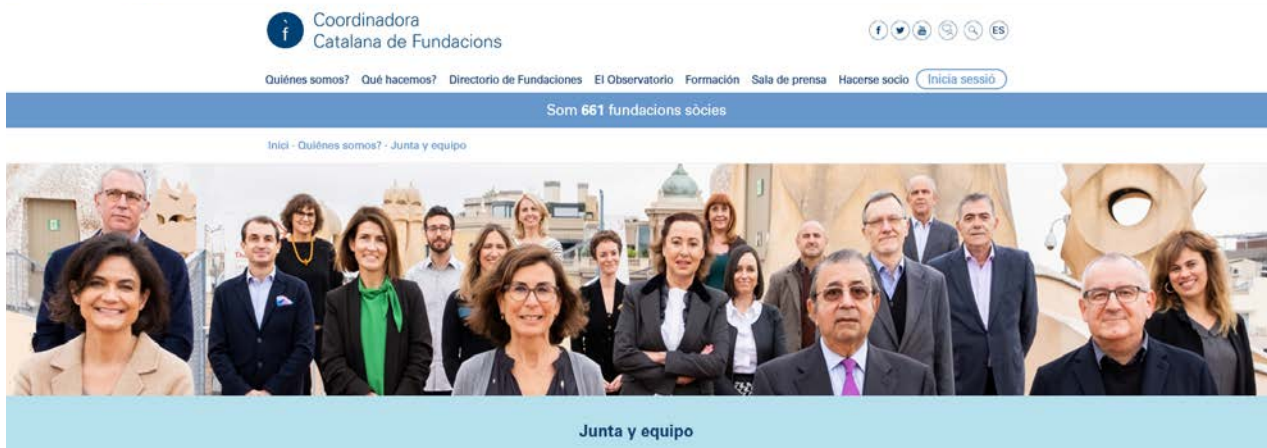 Coordinadora
Catalana de Fundacions
ES
Quiénes somos? Qué hacemos? Directorio de Fundaciones El Observatorio Formación Sala de prensa Hacerse socio Inicia sessió
Som 661 fundacions sòcies
Inici - Quiénes somos? - Junta y equipo
Junta y equipo